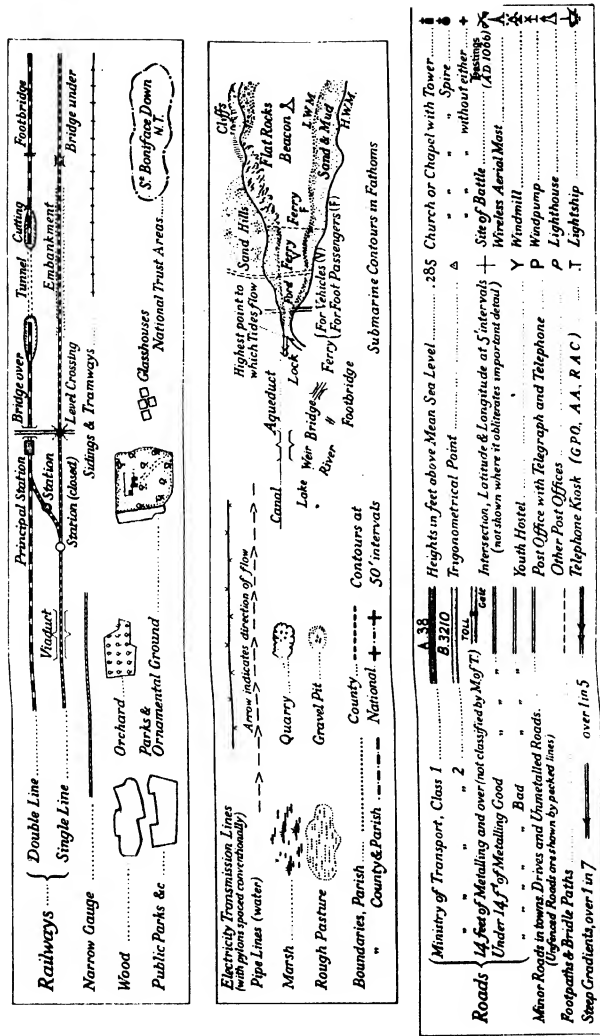 Railways
Double Line
Single Line
Viaduct
Principal Station
Station
Station (closed)
Bridge over
Level Crossing
Tunnel
Cutting
Embankment
Footbridge
Bridge under
Narrow Gauge
Sidings & Tramways
Wood
Orchard
Public Parks &c
Parks &
Ornamental Ground
Glasshouses
National Trust Areas
St Boniface Down
N.T.
Electricity Transmission Lines
(with pylons spaced conventionally)
Pipe Lines (water)
Arrow indicates direction of flow
Marsh
Quarry
Rough Pasture
Gravel Pit
Boundaries, Parish
County
" County & Parish
National
Contours at
50' intervals
Canal
Aqueduct
Lake
Weir
Bridge
River
"
Footbridge
Lock
Highest point to
which Tides flow
Ford
Ferry
V
Ferry
F
Ferry
For Vehicles (V)
For Foot Passengers (F)
Sand Hills
Cliffs
Flat Rocks
Beacon
L.W.M.
Sand & Mud
H.W.M.
Submarine Contours in Fathoms
Roads
Ministry of Transport, Class 1
A 38
" " " 2
B.3210
14 feet of Metalling and over (not classified by M of T.)
TOLL
Gate
Under 14 ft of Metalling Good
" " " " Bad
Minor Roads in towns, Drives and Unmetalled Roads.
(Unfenced Roads are shown by pecked lines)
Footpaths & Bridle Paths
Steep Gradients, over 1 in 7
over 1 in 5
Heights in feet above Mean Sea Level
.285
Trigonometrical Point
Intersection, Latitude & Longitude at 5' intervals
(not shown where it obliterates important detail)
Youth Hostel
Y
Post Office with Telegraph and Telephone
P
Other Post Offices
P
Telephone Kiosk (GPO, AA, RAC)
.T
Church or Chapel with Tower
" " " " Spire
" " " " without either
Site of Battle
Hastings
(AD 1066)
Wireless Aerial Mast
Windmill
Windpump
Lighthouse
Lightship